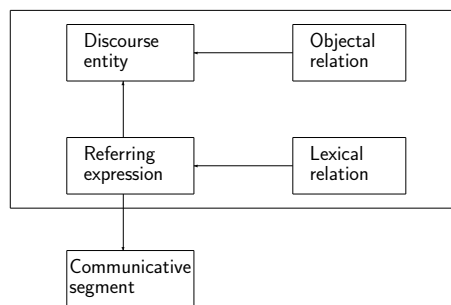 Discourse
entity
Objectal
relation
Referring
expression
Lexical
relation
Communicative
segment